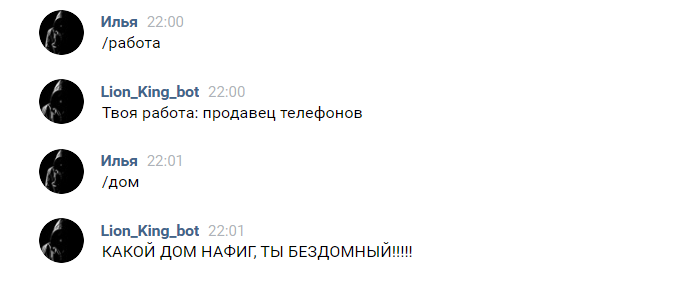 Илья 22:00
/работа
Lion_King_bot 22:00
Твоя работа: продавец телефонов
Илья 22:01
/дом
Lion_King_bot 22:01
КАКОЙ ДОМ НАФИГ, ТЫ БЕЗДОМНЫЙ!!!!!